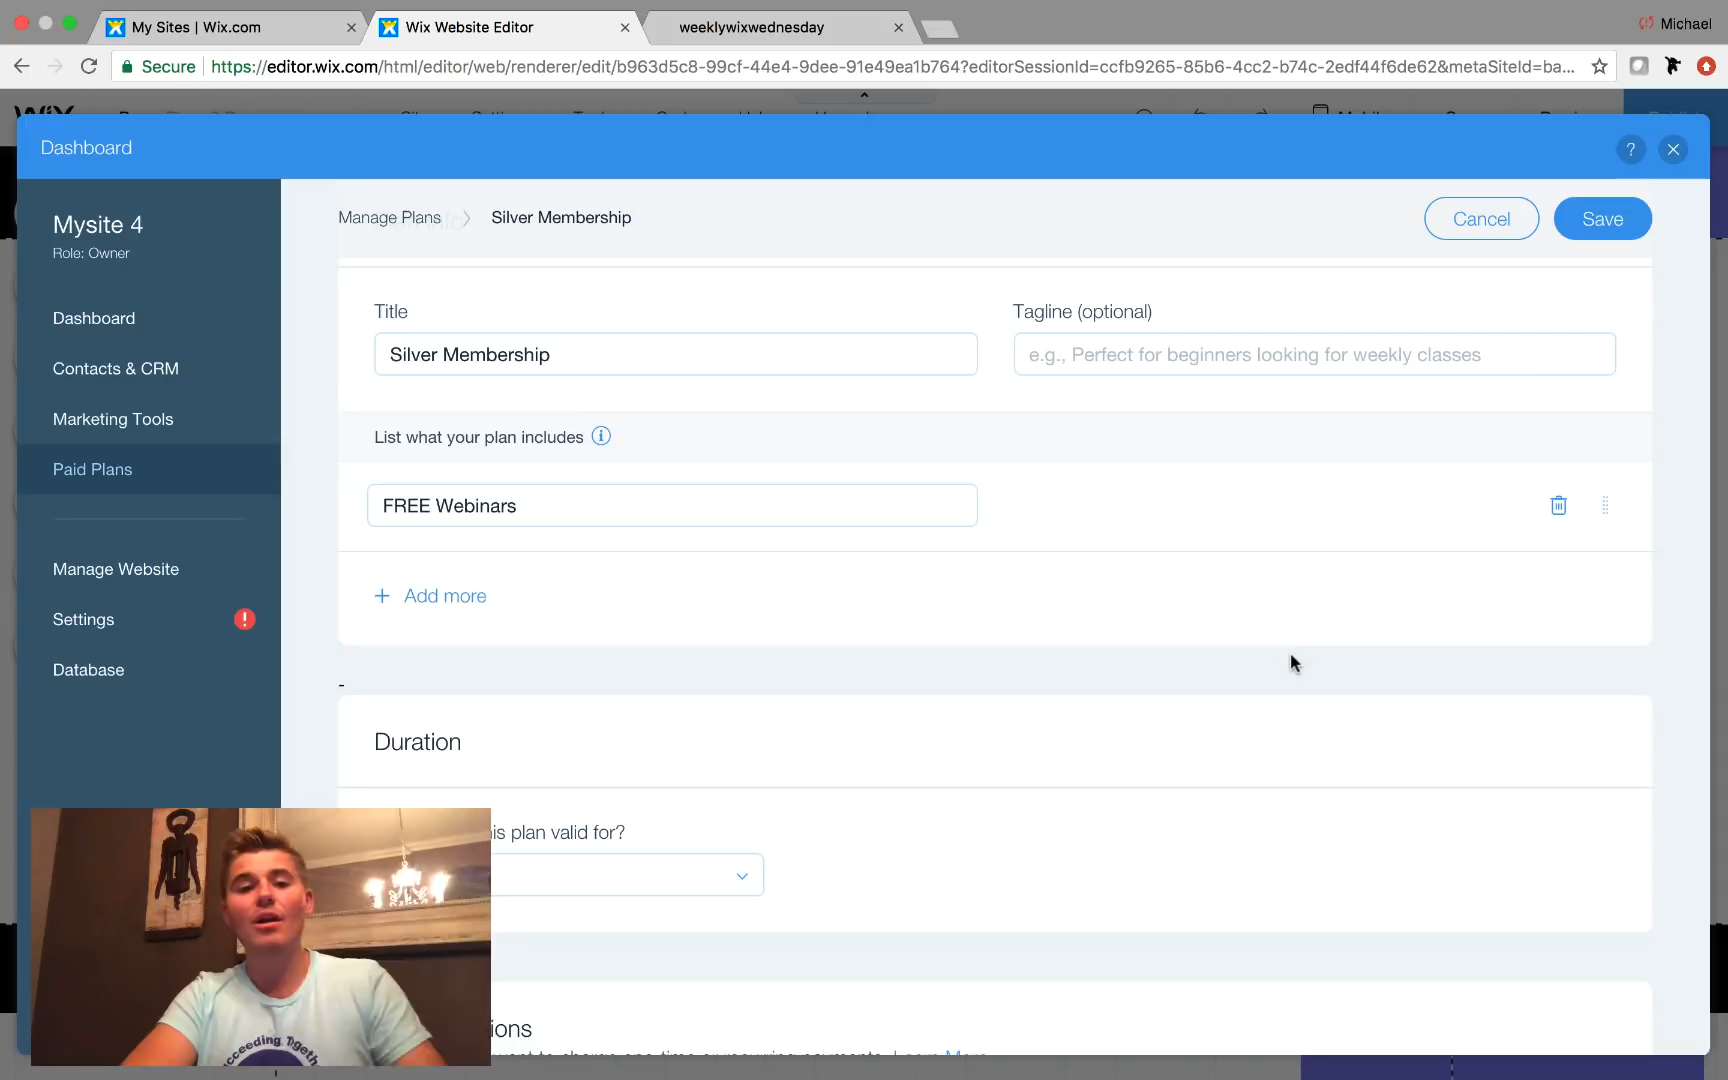 My Sites | Wix.com
Wix Website Editor
weeklywixwednesday
Michael
Secure
https://editor.wix.com/html/editor/web/renderer/edit/b963d5c8-99cf-44e4-9dee-91e49ea1b764?editorSessionId=ccfb9265-85b6-4cc2-b74c-2edf44f6de62&metaSiteId=ba...
Dashboard
?
Mysite 4
Role: Owner
Dashboard
Contacts & CRM
Marketing Tools
Paid Plans
Manage Website
Settings
!
Database
Manage Plans
Silver Membership
Cancel
Save
Title
Tagline (optional)
Silver Membership
e.g., Perfect for beginners looking for weekly classes
List what your plan includes
FREE Webinars
+ Add more
-
Duration
is plan valid for?
ions